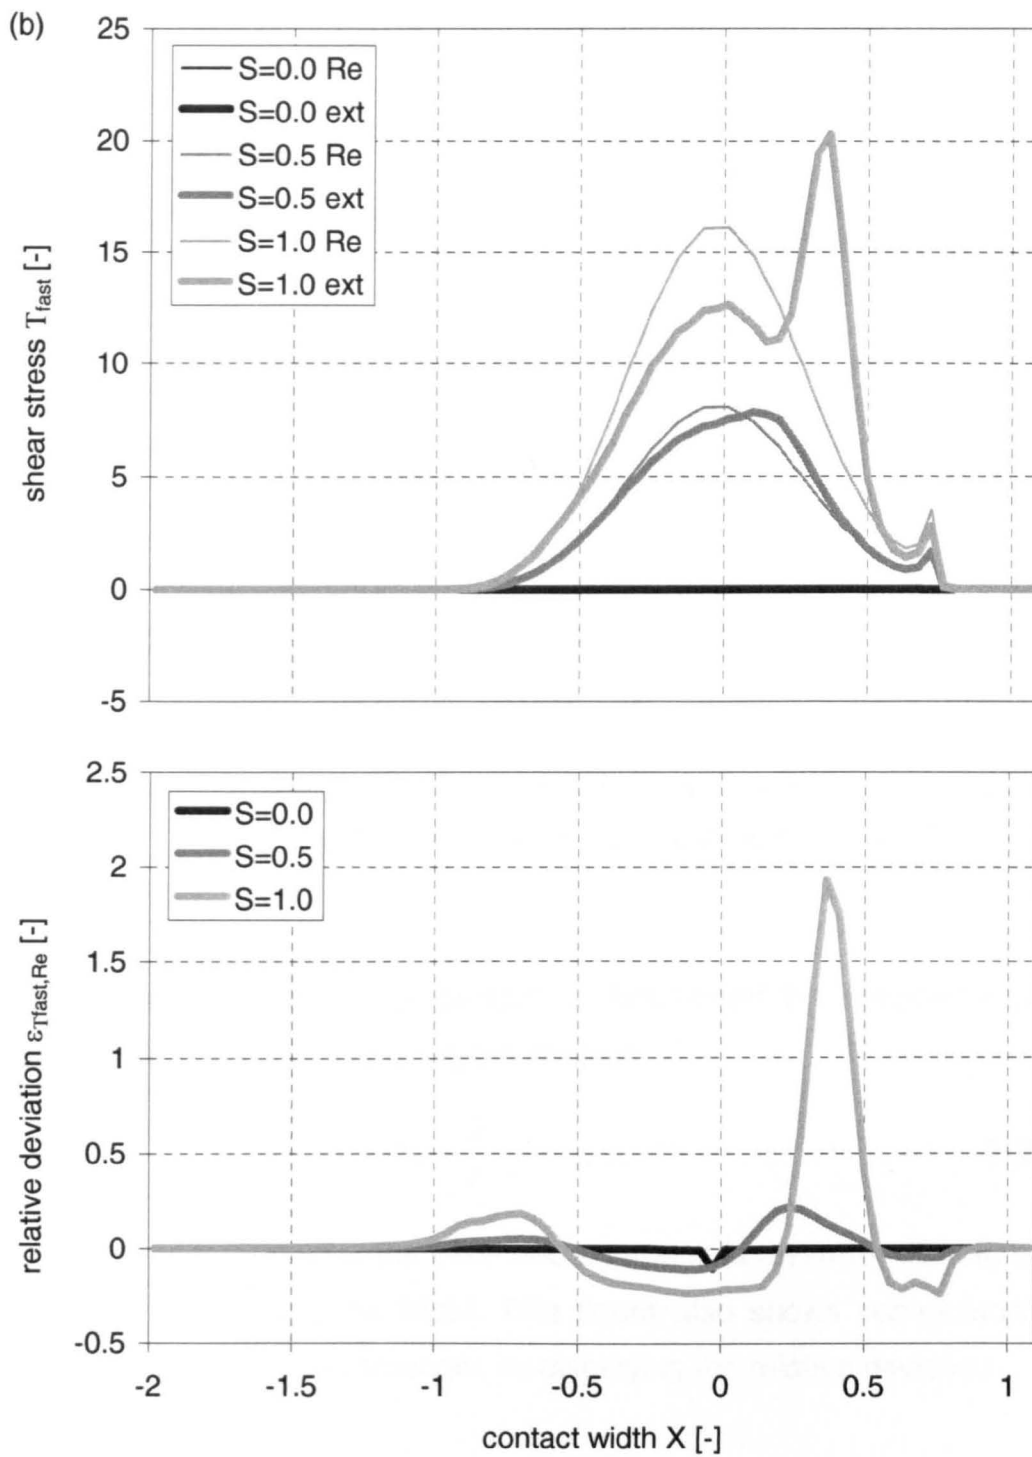 (b)
25
20
15
10
5
0
-5
shear stress T_fast [-]
S=0.0 Re
S=0.0 ext
S=0.5 Re
S=0.5 ext
S=1.0 Re
S=1.0 ext
2.5
2
1.5
1
0.5
0
-0.5
relative deviation ε_Tfast,Re [-]
S=0.0
S=0.5
S=1.0
-2 -1.5 -1 -0.5 0 0.5 1
contact width X [-]